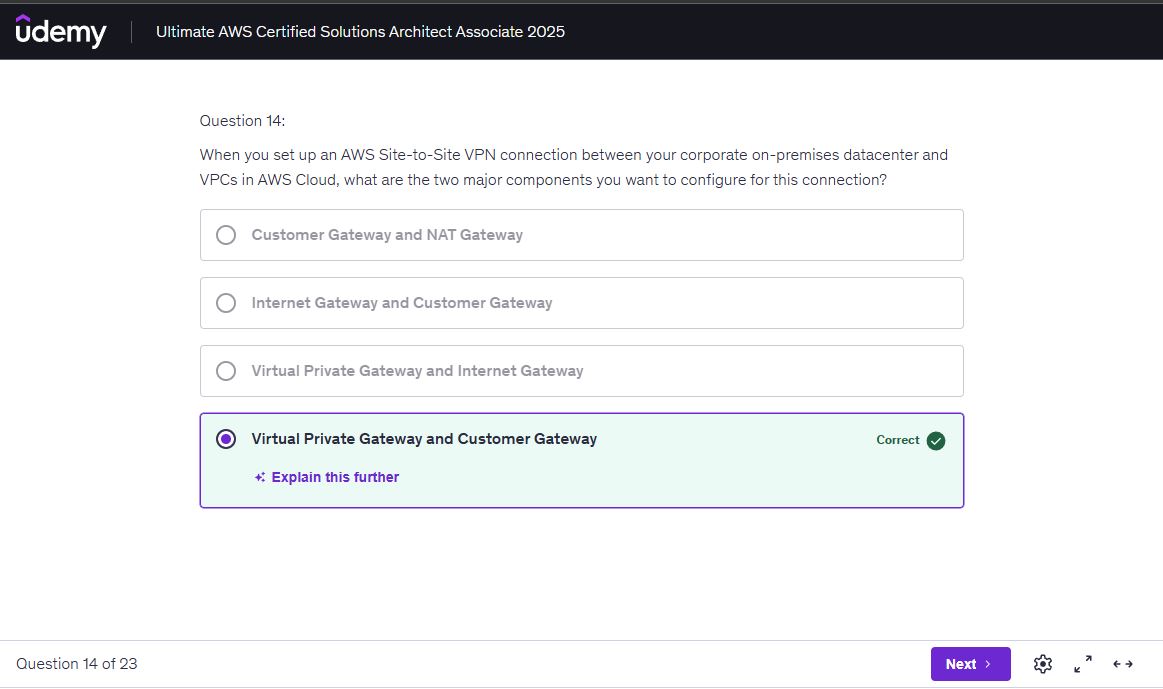 udemy
Ultimate AWS Certified Solutions Architect Associate 2025
Question 14:
When you set up an AWS Site-to-Site VPN connection between your corporate on-premises datacenter and
VPCs in AWS Cloud, what are the two major components you want to configure for this connection?
Customer Gateway and NAT Gateway
Internet Gateway and Customer Gateway
Virtual Private Gateway and Internet Gateway
Virtual Private Gateway and Customer Gateway
Correct
Explain this further
Question 14 of 23
Next